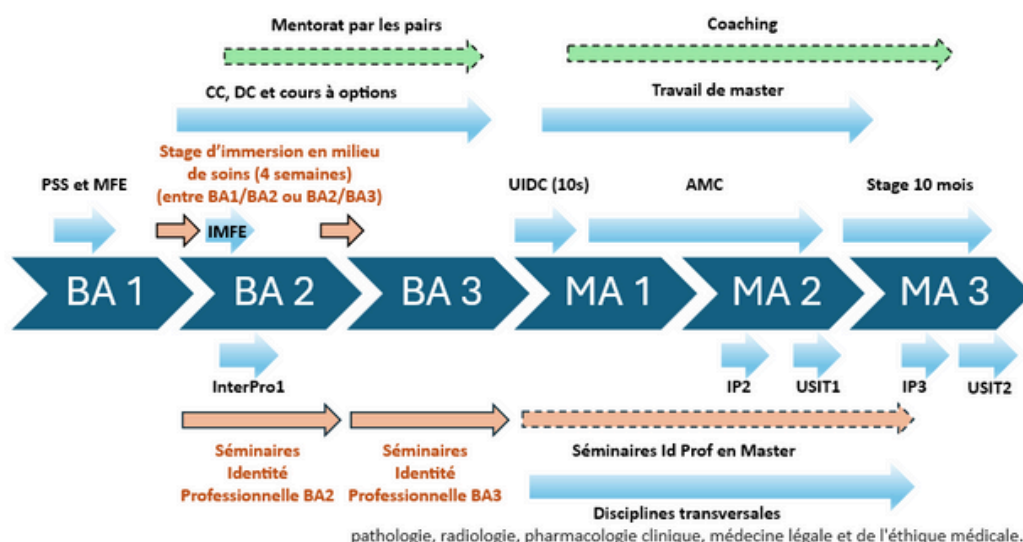 Mentorat par les pairs
Coaching
CC, DC et cours à options
Travail de master
Stage d'immersion en milieu
de soins (4 semaines)
(entre BA1/BA2 ou BA2/BA3)
PSS et MFE
UIDC (10s)
AMC
Stage 10 mois
IMFE
BA 1
BA 2
BA 3
MA 1
MA 2
MA 3
InterPro1
IP2
USIT1
IP3
USIT2
Séminaires
Identité
Professionnelle BA2
Séminaires
Identité
Professionnelle BA3
Séminaires Id Prof en Master
Disciplines transversales
pathologie, radiologie, pharmacologie clinique, médecine légale et de l'éthique médicale.